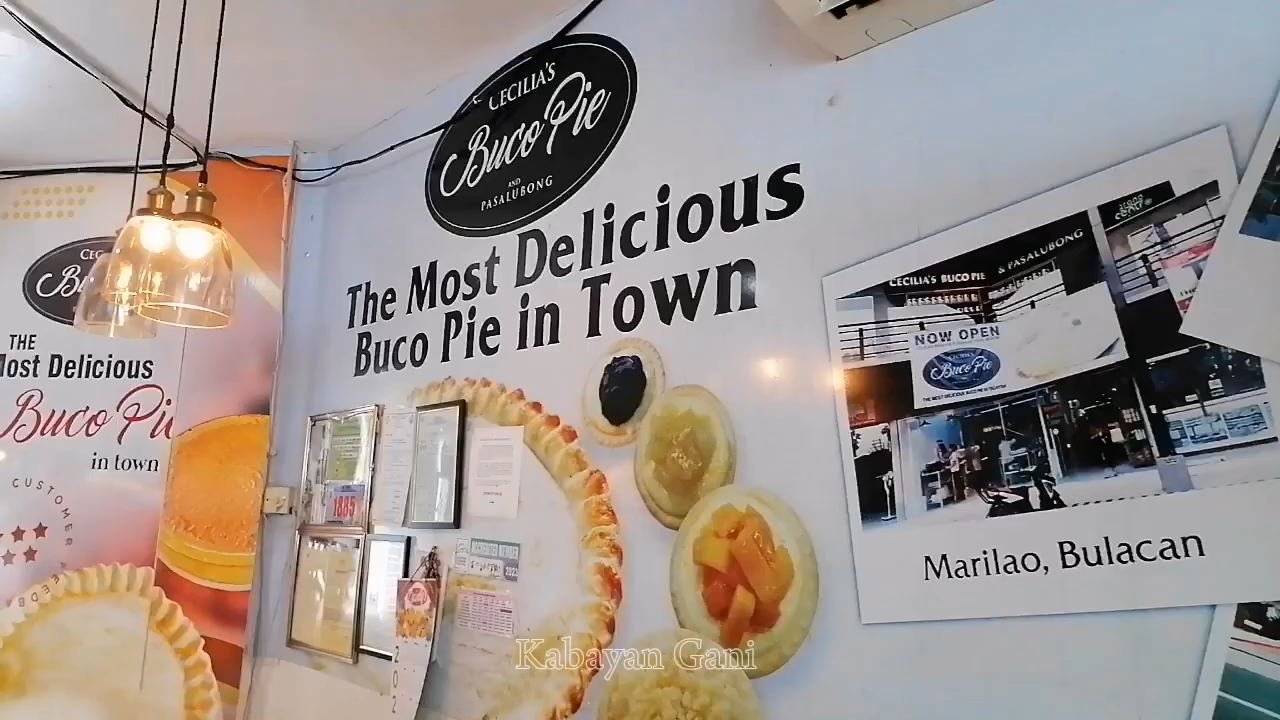 CECILIA'S
Buco Pie
AND
PASALUBONG
The Most Delicious
Buco Pie in Town
THE
Most Delicious
Buco Pie
in town
CUSTOMER
1885
CECILIA'S BUCO PIE & PASALUBONG
NOW OPEN
Buco Pie
Marilao, Bulacan
Kabayan Gani